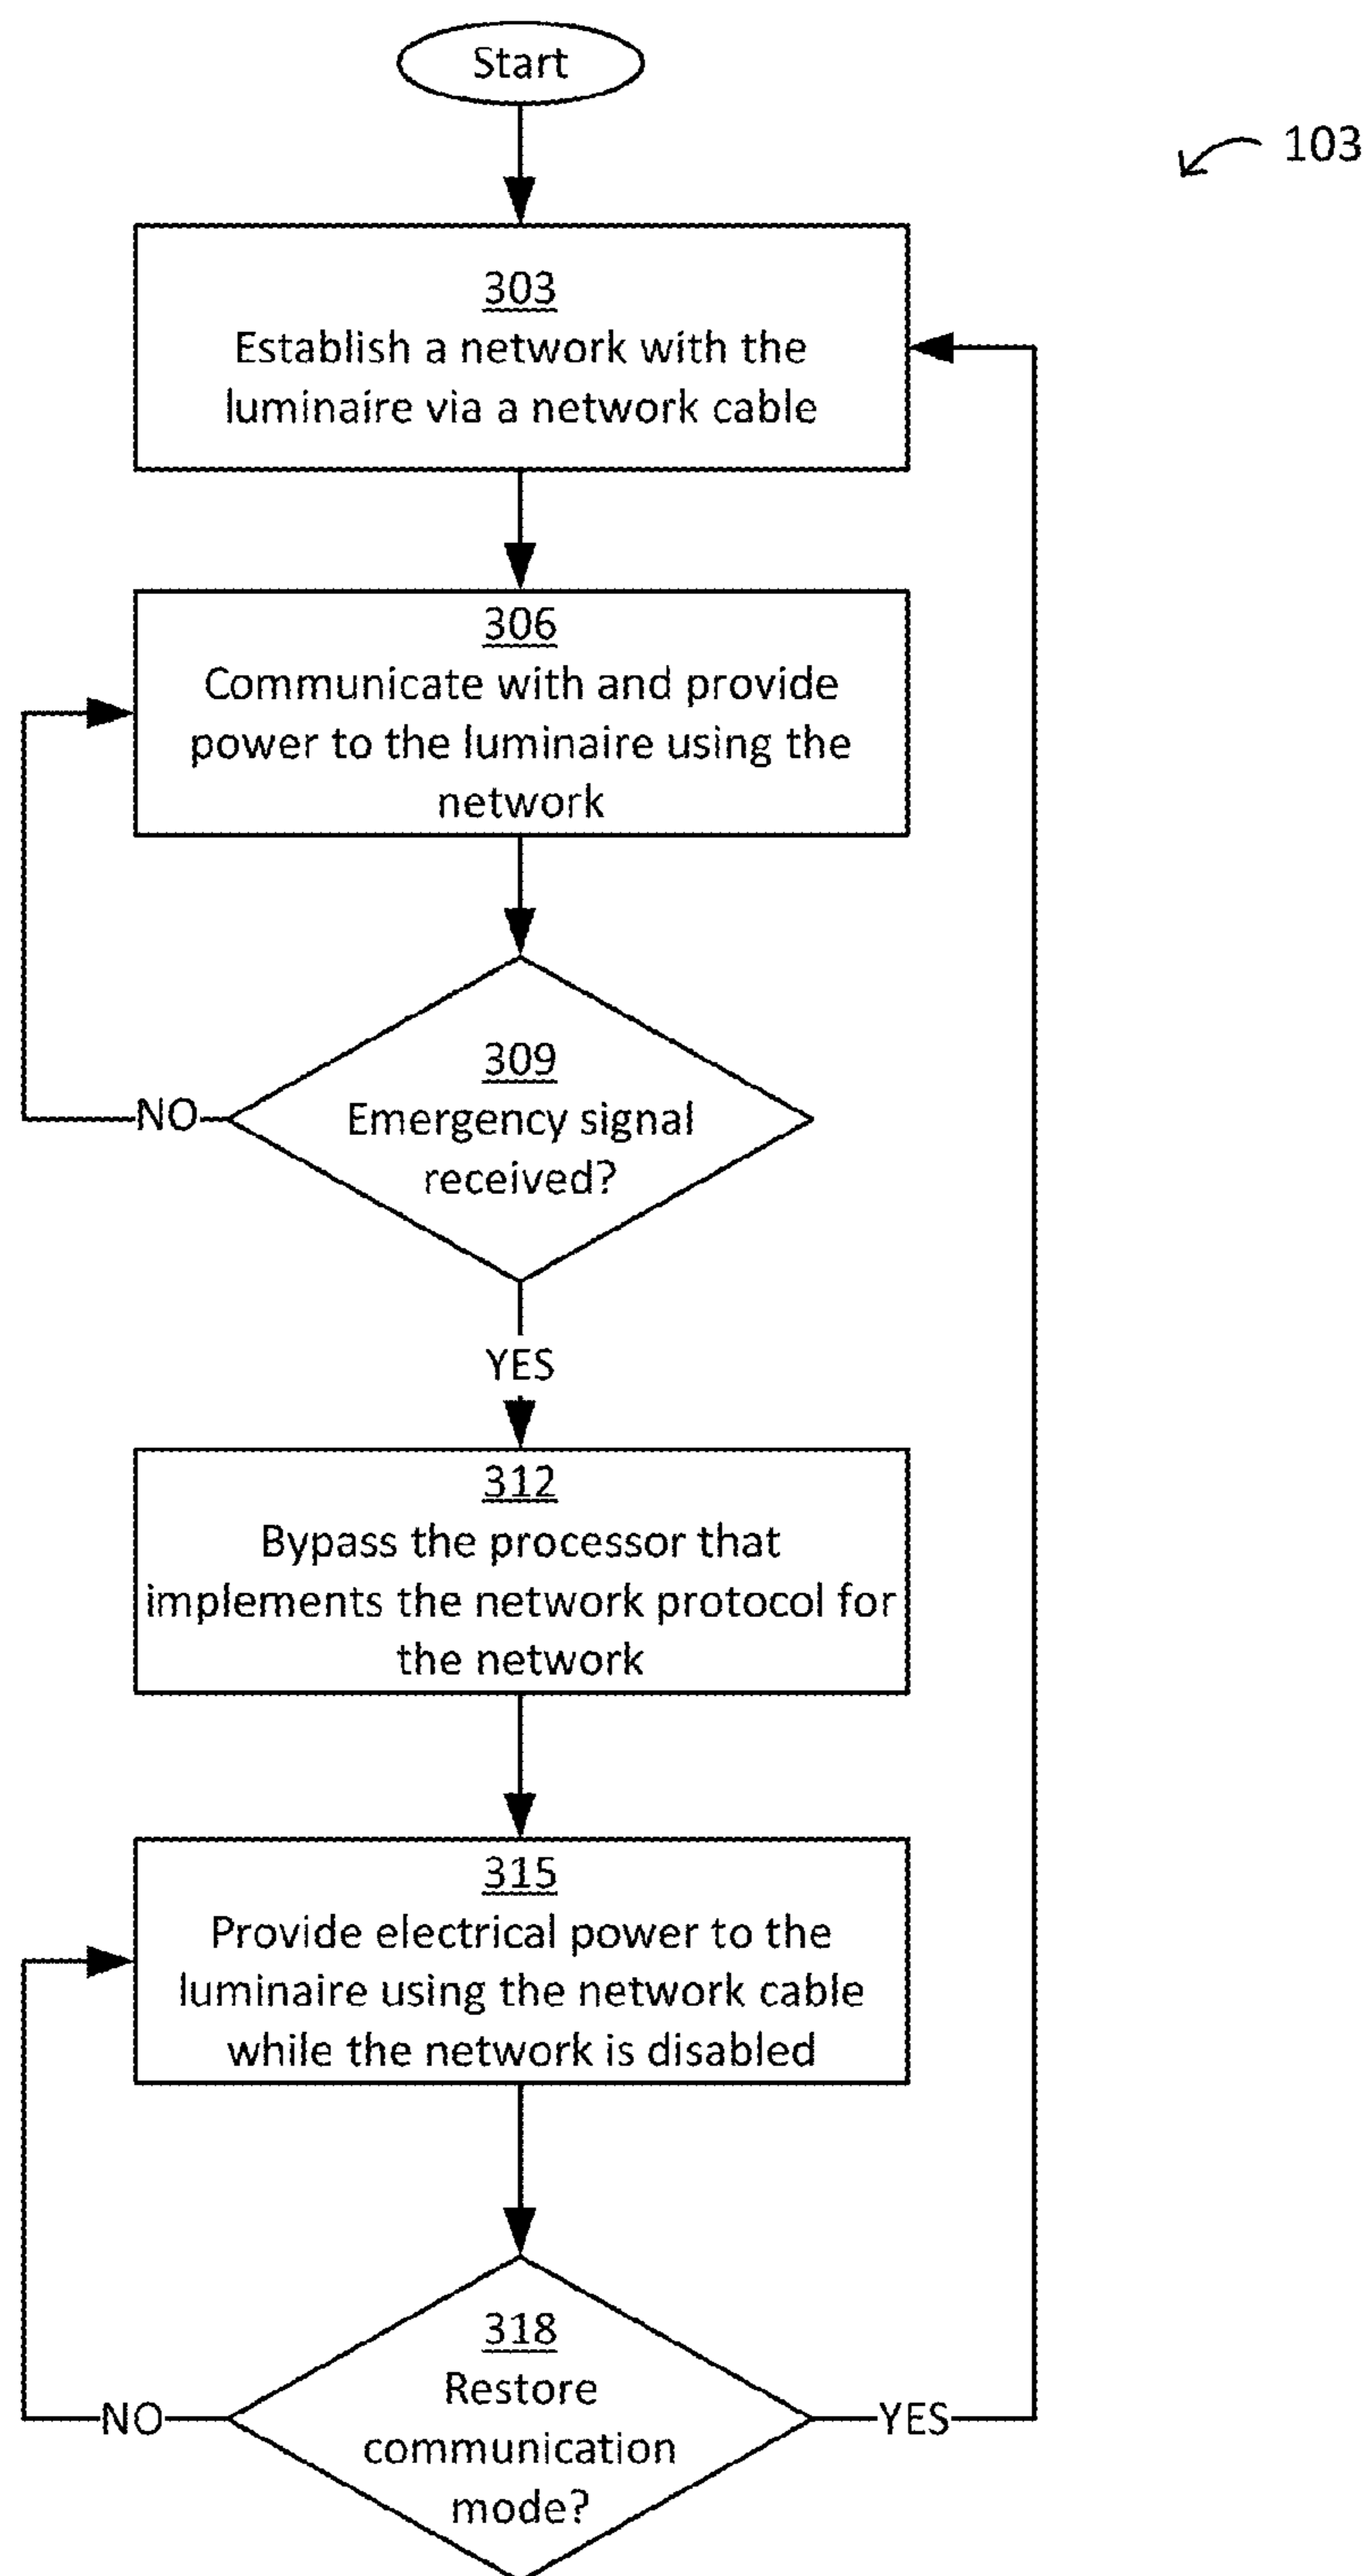 Start
103
303
Establish a network with the
luminaire via a network cable
306
Communicate with and provide
power to the luminaire using the
network
309
Emergency signal
received?
NO
YES
312
Bypass the processor that
implements the network protocol for
the network
315
Provide electrical power to the
luminaire using the network cable
while the network is disabled
318
Restore
communication
mode?
NO
YES